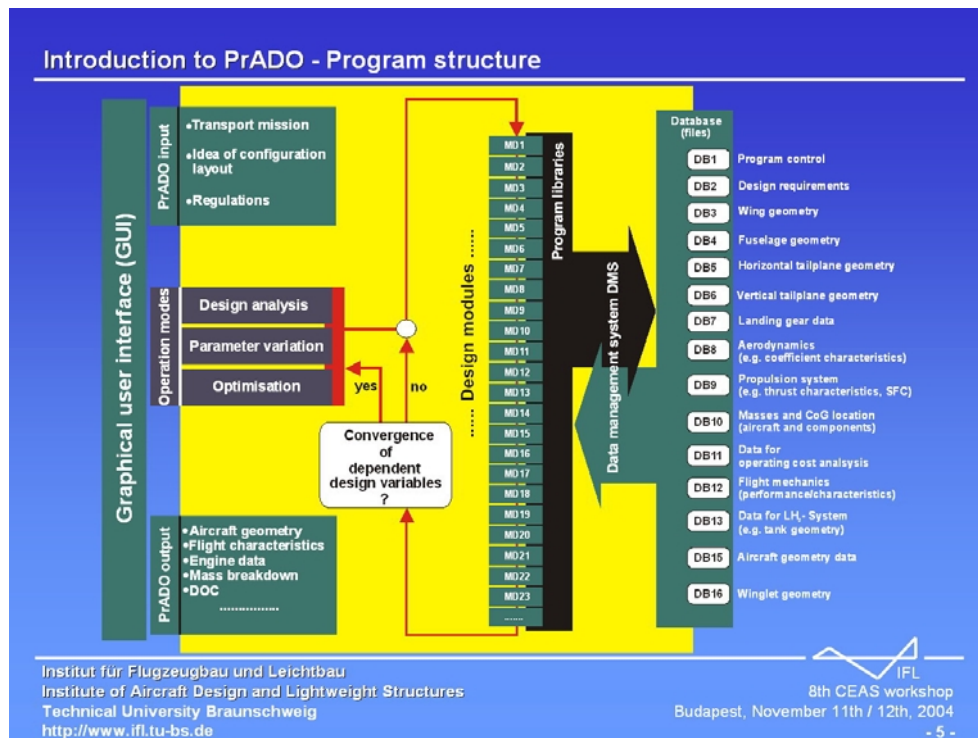 Introduction to PrADO - Program structure
Graphical user interface (GUI)
PrADO input
•Transport mission
•Idea of configuration
layout
•Regulations
Operation modes
Design analysis
Parameter variation
Optimisation
yes
no
Convergence
of
dependent
design variables
?
PrADO output
•Aircraft geometry
•Flight characteristics
•Engine data
•Mass breakdown
•DOC
................
...... Design modules ......
MD1
MD2
MD3
MD4
MD5
MD6
MD7
MD8
MD9
MD10
MD11
MD12
MD13
MD14
MD15
MD16
MD17
MD18
MD19
MD20
MD21
MD22
MD23
.......
Program libraries
Data management system DMS
Database
(files)
DB1 Program control
DB2 Design requirements
DB3 Wing geometry
DB4 Fuselage geometry
DB5 Horizontal tailplane geometry
DB6 Vertical tailplane geometry
DB7 Landing gear data
DB8 Aerodynamics
(e.g. coefficient characteristics)
DB9 Propulsion system
(e.g. thrust characteristics, SFC)
DB10 Masses and CoG location
(aircraft and components)
DB11 Data for
operating cost analysis
DB12 Flight mechanics
(performance/characteristics)
DB13 Data for LH₂- System
(e.g. tank geometry)
DB15 Aircraft geometry data
DB16 Winglet geometry
Institut für Flugzeugbau und Leichtbau
Institute of Aircraft Design and Lightweight Structures
Technical University Braunschweig
http://www.ifl.tu-bs.de
IFL
8th CEAS workshop
Budapest, November 11th / 12th, 2004
- 5 -